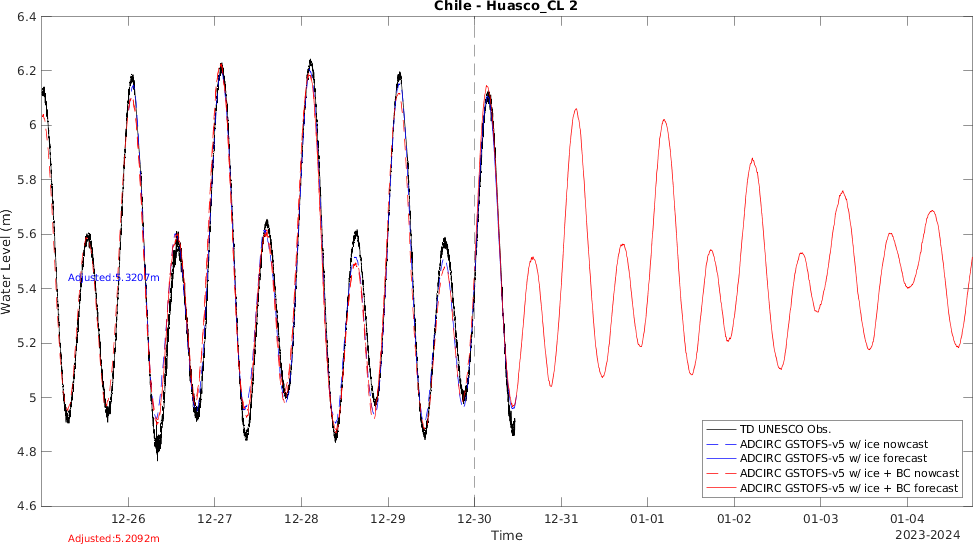 Chile - Huasco_CL 2
6.4
6.2
6
5.8
5.6
5.4
5.2
5
4.8
4.6
Water Level (m)
Adjusted:5.3207m
TD UNESCO Obs.
ADCIRC GSTOFS-v5 w/ ice nowcast
ADCIRC GSTOFS-v5 w/ ice forecast
ADCIRC GSTOFS-v5 w/ ice + BC nowcast
ADCIRC GSTOFS-v5 w/ ice + BC forecast
12-26 12-27 12-28 12-29 12-30 12-31 01-01 01-02 01-03 01-04
Time
2023-2024
Adjusted:5.2092m